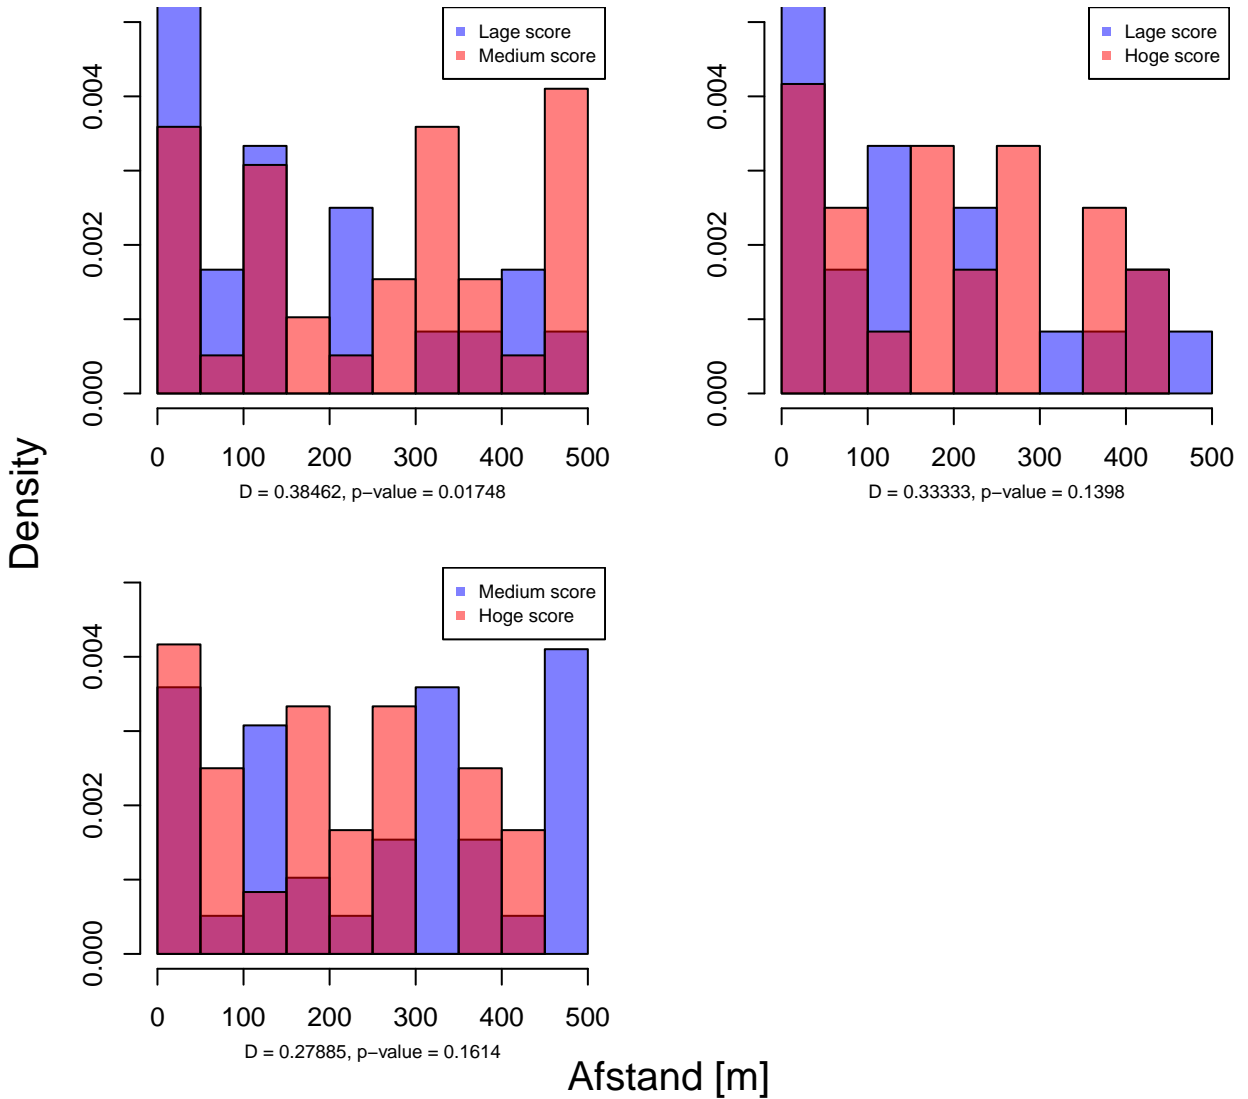 Lage score
Medium score
0.000
0.002
0.004
0 100 200 300 400 500
D = 0.38462, p−value = 0.01748
Lage score
Hoge score
0.000
0.002
0.004
0 100 200 300 400 500
D = 0.33333, p−value = 0.1398
Density
Medium score
Hoge score
0.000
0.002
0.004
0 100 200 300 400 500
D = 0.27885, p−value = 0.1614
Afstand [m]